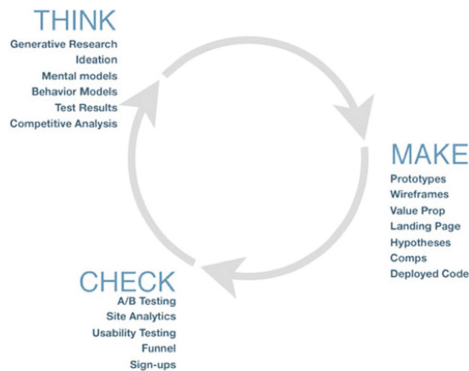 THINK
Generative Research
Ideation
Mental models
Behavior Models
Test Results
Competitive Analysis
MAKE
Prototypes
Wireframes
Value Prop
Landing Page
Hypotheses
Comps
Deployed Code
CHECK
A/B Testing
Site Analytics
Usability Testing
Funnel
Sign-ups